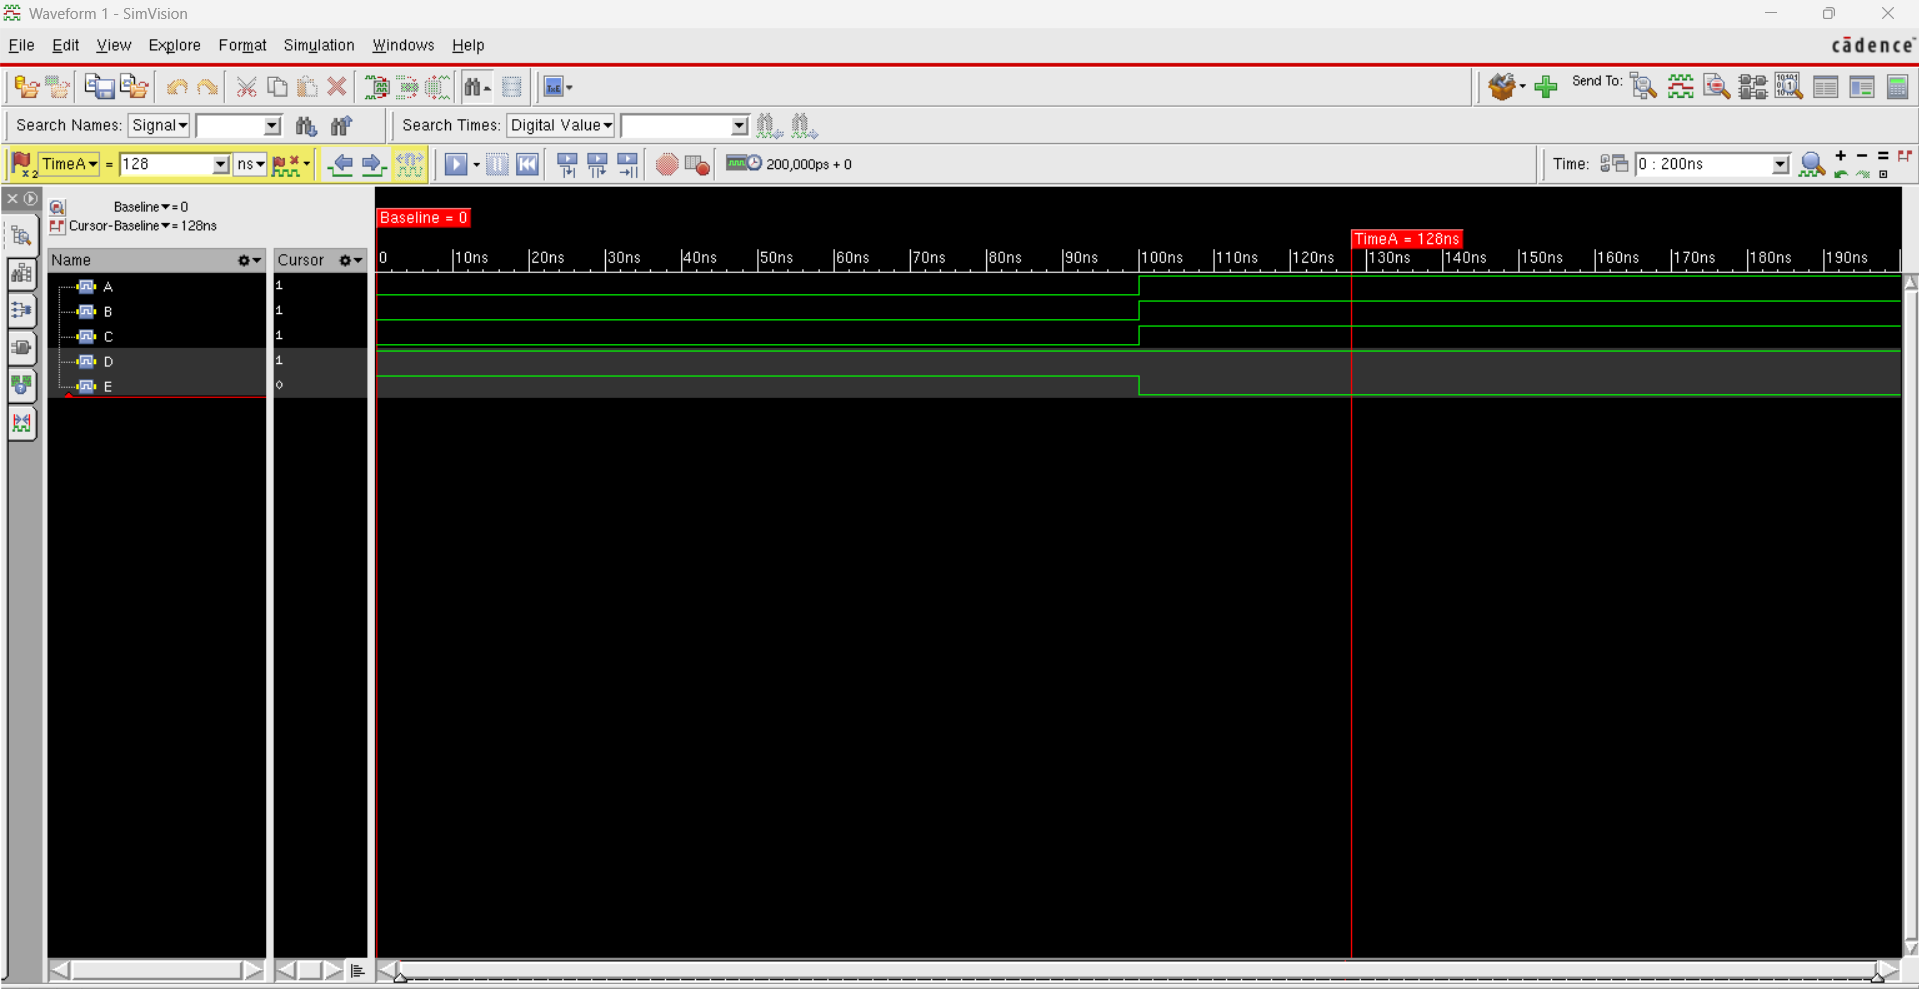 Waveform 1 - SimVision
File Edit View Explore Format Simulation Windows Help
cādence
Send To:
Search Names: Signal Search Times: Digital Value
x2 TimeA = 128 ns 200,000ps + 0 Time: 0 : 200ns
Baseline = 0
Cursor-Baseline = 128ns
Baseline = 0
TimeA = 128ns
Name Cursor 0 10ns 20ns 30ns 40ns 50ns 60ns 70ns 80ns 90ns 100ns 110ns 120ns 130ns 140ns 150ns 160ns 170ns 180ns 190ns
A 1
B 1
C 1
D 1
E 0